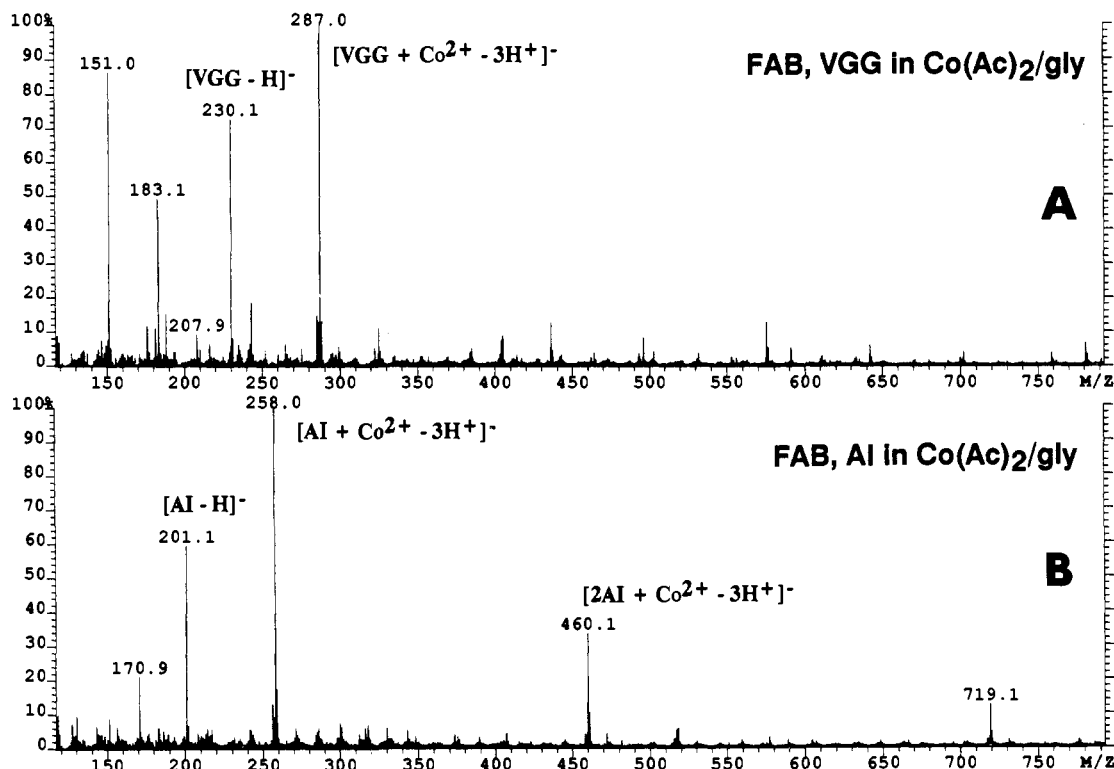 100%
90
80
70
60
50
40
30
20
10
0
287.0
[VGG + Co2+ -3H+]-
FAB, VGG in Co(Ac)2/gly
151.0
[VGG - H]-
230.1
183.1
A
207.9
150 200 250 300 350 400 450 500 550 600 650 700 750 M/Z
100%
90
80
70
60
50
40
30
20
10
0
258.0
[AI + Co2+ -3H+]-
FAB, AI in Co(Ac)2/gly
[AI - H]-
201.1
B
[2AI + Co2+ -3H+]-
460.1
170.9
719.1
150 200 250 300 350 400 450 500 550 600 650 700 750 M/Z